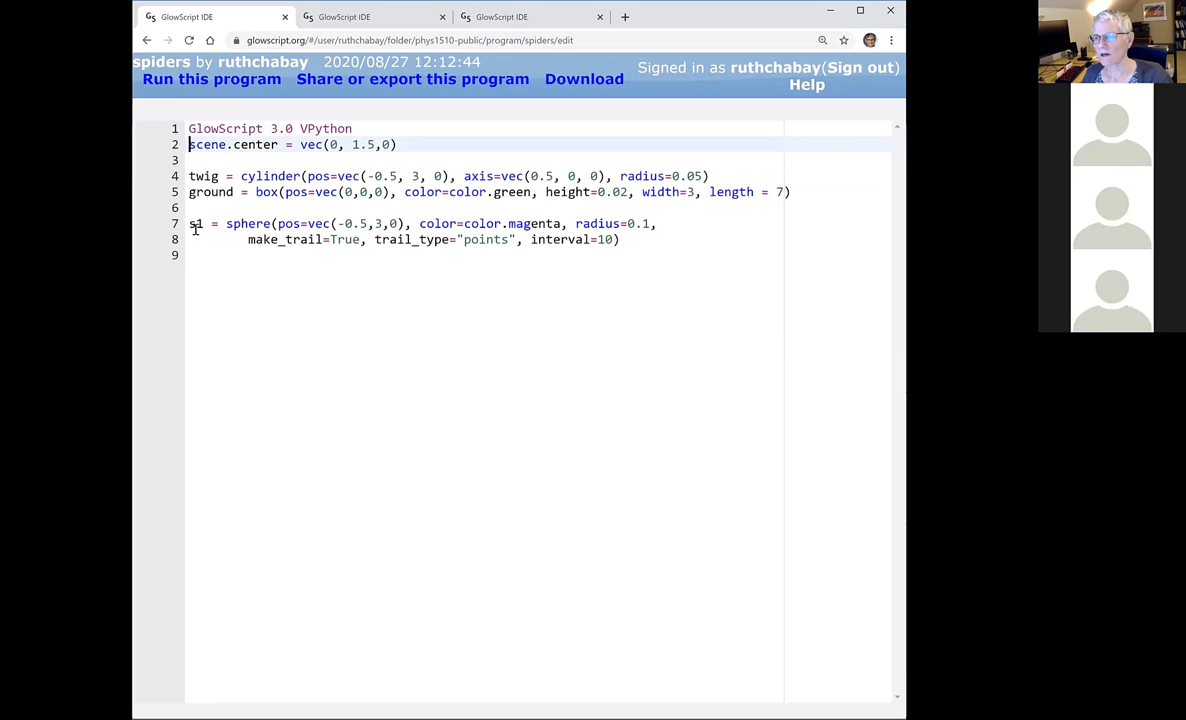 GlowScript IDE
GlowScript IDE
GlowScript IDE
glowscript.org/#/user/ruthchabay/folder/phys1510-public/program/spiders/edit
spiders by ruthchabay 2020/08/27 12:12:44
Run this program Share or export this program Download
Signed in as ruthchabay(Sign out)
Help
1 GlowScript 3.0 VPython
2 scene.center = vec(0, 1.5,0)
3
4 twig = cylinder(pos=vec(-0.5, 3, 0), axis=vec(0.5, 0, 0), radius=0.05)
5 ground = box(pos=vec(0,0,0), color=color.green, height=0.02, width=3, length = 7)
6
7 s1 = sphere(pos=vec(-0.5,3,0), color=color.magenta, radius=0.1,
8 make_trail=True, trail_type="points", interval=10)
9